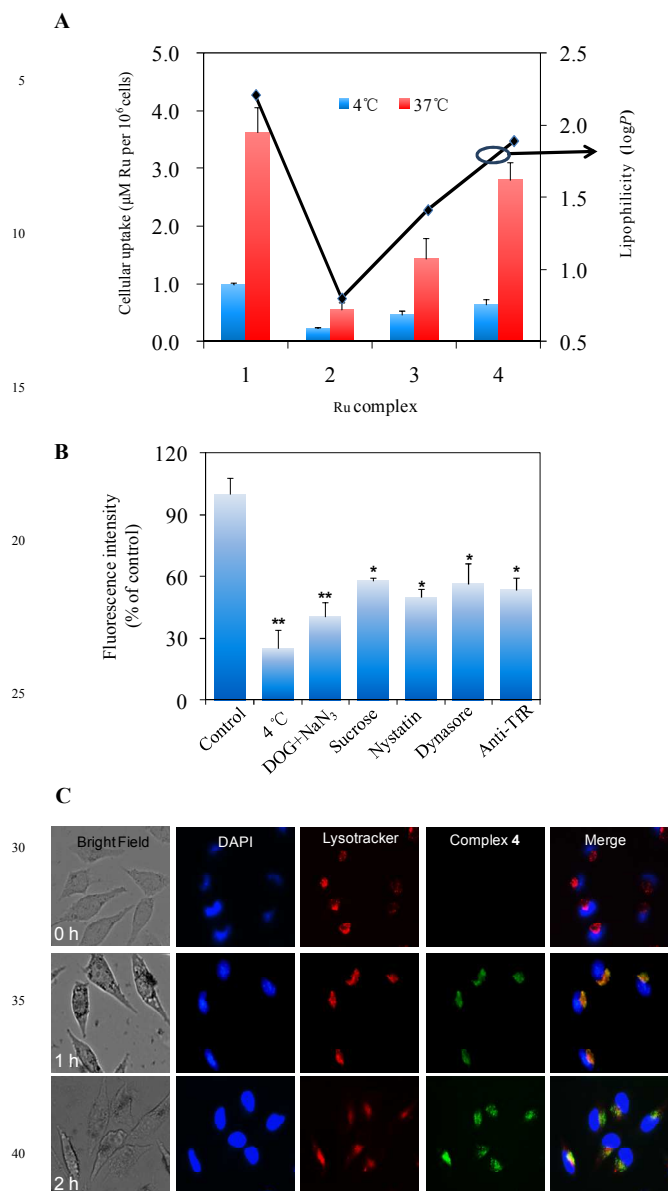 A
5
10
15
5.0
4.0
3.0
2.0
1.0
0.0
Cellular uptake (μM Ru per 10⁶ cells)
4℃ 37℃
2.5
2.0
1.5
1.0
0.5
Lipophilicity (logP)
1 2 3 4
Ru complex
B
20
25
120
90
60
30
0
Fluorescence intensity
(% of control)
** ** * * * *
Control 4℃ DOG+NaN₃ Sucrose Nystatin Dynasore Anti-TfR
C
30
Bright Field DAPI Lysotracker Complex 4 Merge
0 h
35
1 h
40
2 h